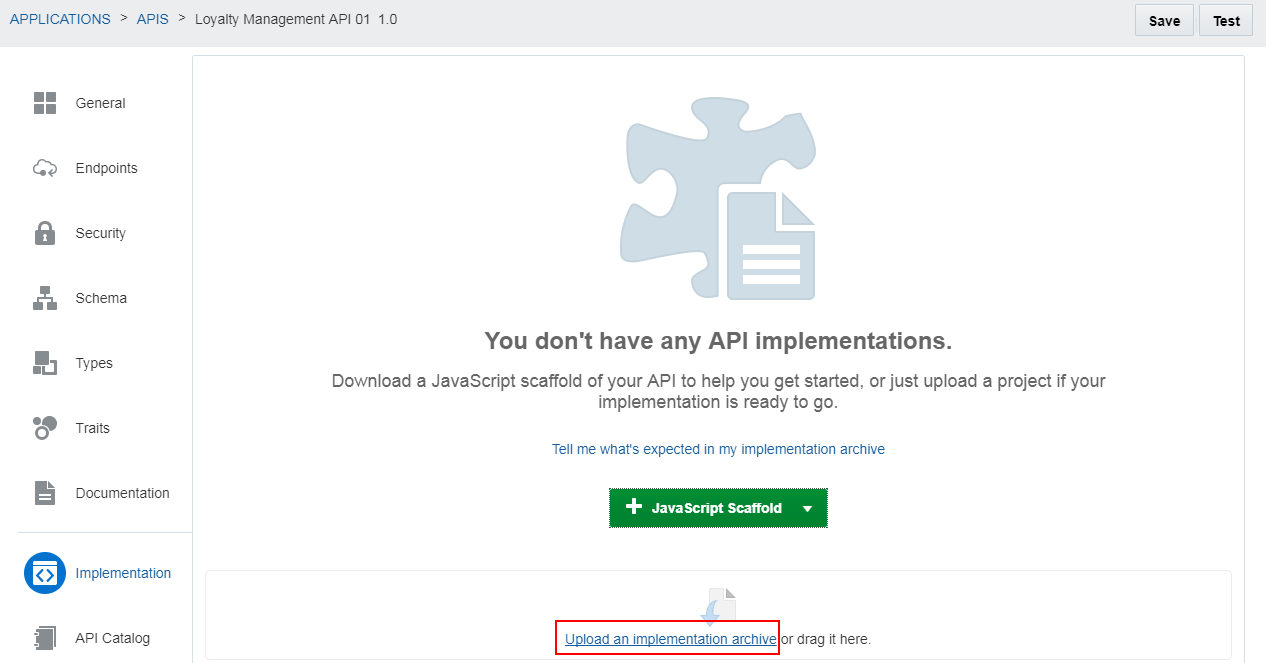 APPLICATIONS > APIS > Loyalty Management API 01 1.0
Save
Test
General
Endpoints
Security
Schema
Types
Traits
Documentation
Implementation
API Catalog
You don't have any API implementations.
Download a JavaScript scaffold of your API to help you get started, or just upload a project if your
implementation is ready to go.
Tell me what's expected in my implementation archive
JavaScript Scaffold
Upload an implementation archive or drag it here.